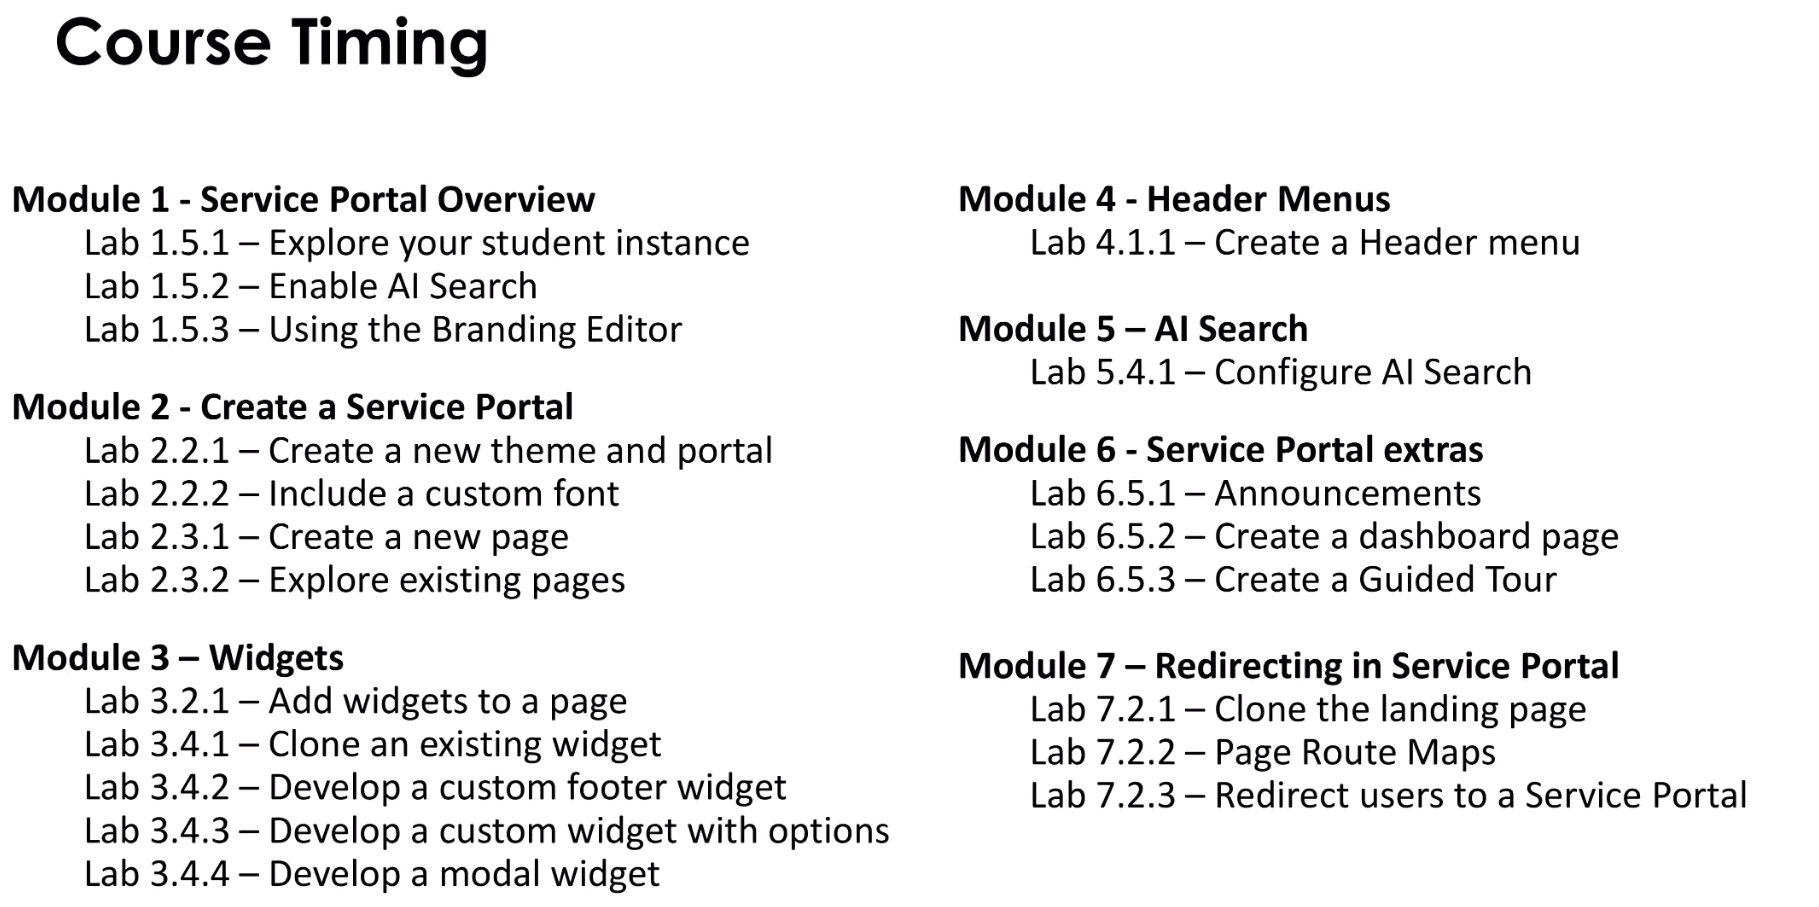 Course Timing
Module 1 - Service Portal Overview
Lab 1.5.1 – Explore your student instance
Lab 1.5.2 – Enable AI Search
Lab 1.5.3 – Using the Branding Editor
Module 2 - Create a Service Portal
Lab 2.2.1 – Create a new theme and portal
Lab 2.2.2 – Include a custom font
Lab 2.3.1 – Create a new page
Lab 2.3.2 – Explore existing pages
Module 3 – Widgets
Lab 3.2.1 – Add widgets to a page
Lab 3.4.1 – Clone an existing widget
Lab 3.4.2 – Develop a custom footer widget
Lab 3.4.3 – Develop a custom widget with options
Lab 3.4.4 – Develop a modal widget
Module 4 - Header Menus
Lab 4.1.1 – Create a Header menu
Module 5 – AI Search
Lab 5.4.1 – Configure AI Search
Module 6 - Service Portal extras
Lab 6.5.1 – Announcements
Lab 6.5.2 – Create a dashboard page
Lab 6.5.3 – Create a Guided Tour
Module 7 – Redirecting in Service Portal
Lab 7.2.1 – Clone the landing page
Lab 7.2.2 – Page Route Maps
Lab 7.2.3 – Redirect users to a Service Portal